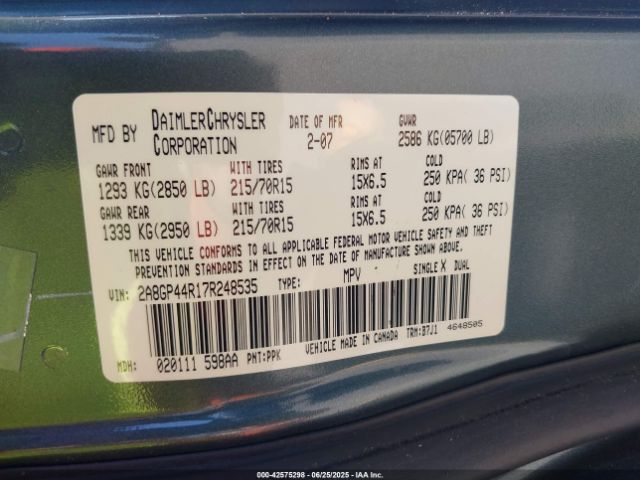 MFD BY DAIMLERCHRYSLER CORPORATION DATE OF MFR 2-07 GVWR 2586 KG(05700 LB)
GAWR FRONT WITH TIRES RIMS AT COLD
1293 KG(2850 LB) 215/70R15 15X6.5 250 KPA( 36 PSI)
GAWR REAR WITH TIRES RIMS AT COLD
1339 KG(2950 LB) 215/70R15 15X6.5 250 KPA( 36 PSI)
THIS VEHICLE CONFORMS TO ALL APPLICABLE FEDERAL MOTOR VEHICLE SAFETY AND THEFT
PREVENTION STANDARDS IN EFFECT ON THE DATE OF MANUFACTURE SHOWN ABOVE.
VIN: 2A8GP44R17R248535 TYPE: MPV SINGLE X DUAL
MDH: 020111 598AA PNT:PPK VEHICLE MADE IN CANADA TRM:B7J1 4648505
000-42575298 - 06/25/2025 - IAAI.com